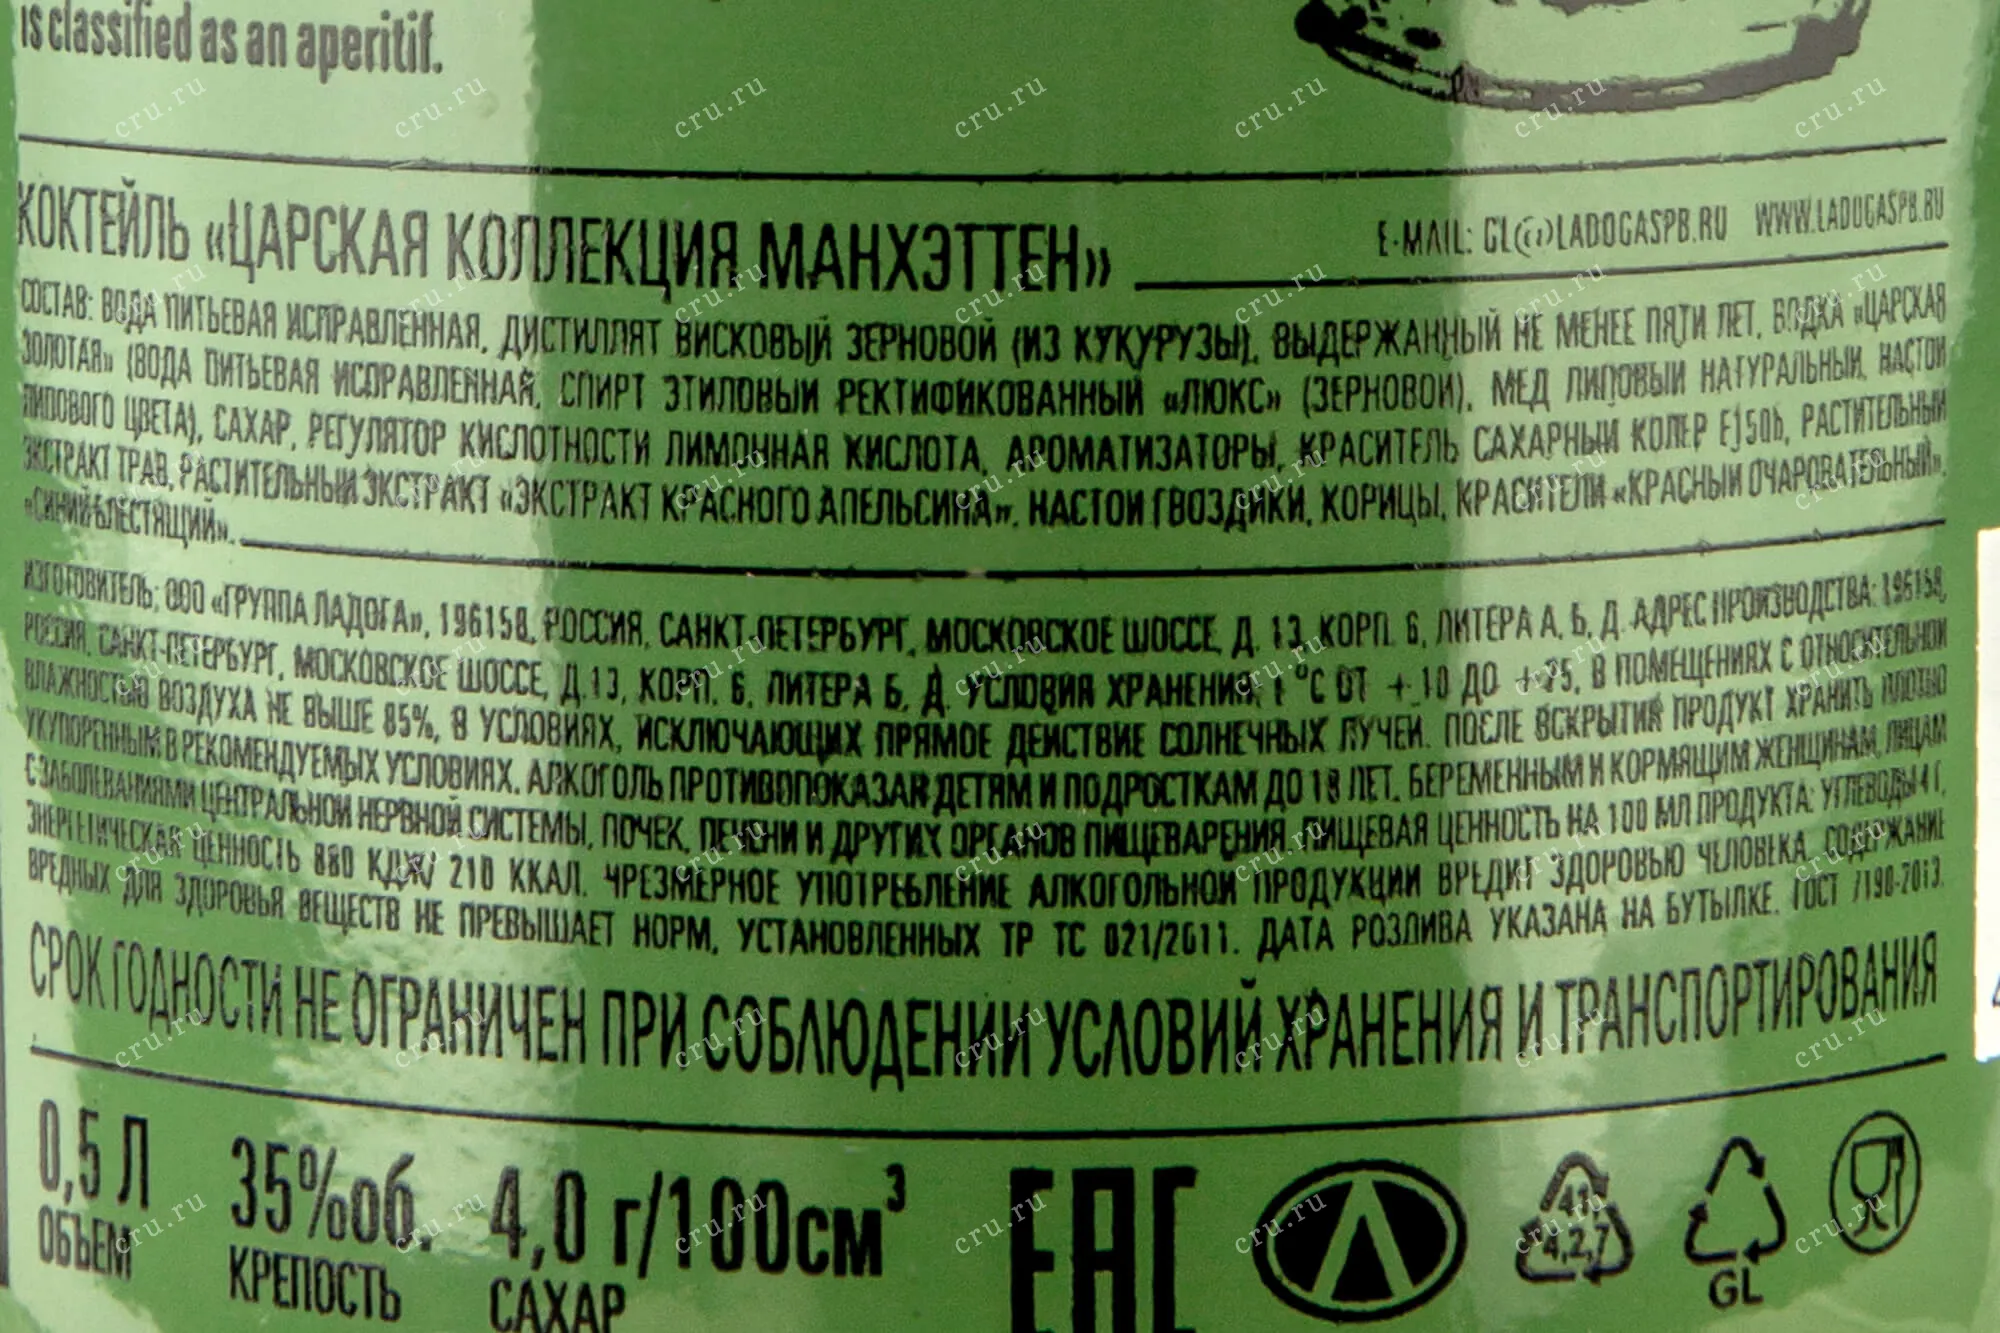 is classified as an aperitif.
КОКТЕЙЛЬ «ЦАРСКАЯ КОЛЛЕКЦИЯ МАНХЭТТЕН»
E-MAIL: GL@LADOGASPB.RU WWW.LADOGASPB.RU
СОСТАВ: ВОДА ПИТЬЕВАЯ ИСПРАВЛЕННАЯ, ДИСТИЛЛЯТ ВИСКОВЫЙ ЗЕРНОВОЙ (ИЗ КУКУРУЗЫ), ВЫДЕРЖАННЫЙ НЕ МЕНЕЕ ПЯТИ ЛЕТ, ВОДКА «ЦАРСКАЯ
ЗОЛОТАЯ» (ВОДА ПИТЬЕВАЯ ИСПРАВЛЕННАЯ, СПИРТ ЭТИЛОВЫЙ РЕКТИФИКОВАННЫЙ «ЛЮКС» (ЗЕРНОВОЙ), МЕД ЛИПОВЫЙ НАТУРАЛЬНЫЙ, НАСТОЙ
ЛИПОВОГО ЦВЕТА), САХАР, РЕГУЛЯТОР КИСЛОТНОСТИ ЛИМОННАЯ КИСЛОТА, АРОМАТИЗАТОРЫ, КРАСИТЕЛЬ САХАРНЫЙ КОЛЕР Е150b, РАСТИТЕЛЬНЫЙ
ЭКСТРАКТ ТРАВ, РАСТИТЕЛЬНЫЙ ЭКСТРАКТ «ЭКСТРАКТ КРАСНОГО АПЕЛЬСИНА», НАСТОИ ГВОЗДИКИ, КОРИЦЫ, КРАСИТЕЛИ «КРАСНЫЙ ОЧАРОВАТЕЛЬНЫЙ»,
«СИНИЙ БЛЕСТЯЩИЙ».
ИЗГОТОВИТЕЛЬ: ООО «ГРУППА ЛАДОГА», 196158, РОССИЯ, САНКТ-ПЕТЕРБУРГ, МОСКОВСКОЕ ШОССЕ, Д. 13, КОРП. 6, ЛИТЕРА А, Б, Д. АДРЕС ПРОИЗВОДСТВА: 196158,
РОССИЯ, САНКТ-ПЕТЕРБУРГ, МОСКОВСКОЕ ШОССЕ, Д.13, КОРП. 6, ЛИТЕРА Б, Д. УСЛОВИЯ ХРАНЕНИЯ: t °С ОТ +10 ДО +25, В ПОМЕЩЕНИЯХ С ОТНОСИТЕЛЬНОЙ
ВЛАЖНОСТЬЮ ВОЗДУХА НЕ ВЫШЕ 85%, В УСЛОВИЯХ, ИСКЛЮЧАЮЩИХ ПРЯМОЕ ДЕЙСТВИЕ СОЛНЕЧНЫХ ЛУЧЕЙ. ПОСЛЕ ВСКРЫТИЯ ПРОДУКТ ХРАНИТЬ ПЛОТНО
УКУПОРЕННЫМ В РЕКОМЕНДУЕМЫХ УСЛОВИЯХ. АЛКОГОЛЬ ПРОТИВОПОКАЗАН ДЕТЯМ И ПОДРОСТКАМ ДО 18 ЛЕТ, БЕРЕМЕННЫМ И КОРМЯЩИМ ЖЕНЩИНАМ, ЛИЦАМ
С ЗАБОЛЕВАНИЯМИ ЦЕНТРАЛЬНОЙ НЕРВНОЙ СИСТЕМЫ, ПОЧЕК, ПЕЧЕНИ И ДРУГИХ ОРГАНОВ ПИЩЕВАРЕНИЯ. ПИЩЕВАЯ ЦЕННОСТЬ НА 100 МЛ ПРОДУКТА: УГЛЕВОДЫ 4 Г,
ЭНЕРГЕТИЧЕСКАЯ ЦЕННОСТЬ 880 КДЖ/ 210 ККАЛ. ЧРЕЗМЕРНОЕ УПОТРЕБЛЕНИЕ АЛКОГОЛЬНОЙ ПРОДУКЦИИ ВРЕДИТ ЗДОРОВЬЮ ЧЕЛОВЕКА. СОДЕРЖАНИЕ
ВРЕДНЫХ ДЛЯ ЗДОРОВЬЯ ВЕЩЕСТВ НЕ ПРЕВЫШАЕТ НОРМ, УСТАНОВЛЕННЫХ ТР ТС 021/2011. ДАТА РОЗЛИВА УКАЗАНА НА БУТЫЛКЕ. ГОСТ 7190-2013.
СРОК ГОДНОСТИ НЕ ОГРАНИЧЕН ПРИ СОБЛЮДЕНИИ УСЛОВИЙ ХРАНЕНИЯ И ТРАНСПОРТИРОВАНИЯ
0,5 Л 35%об. 4,0 г/100см³
ОБЪЕМ КРЕПОСТЬ САХАР
EAC
41
4,2,7
GL
cru.ru